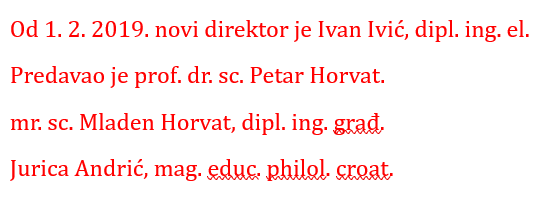 Od 1. 2. 2019. novi direktor je Ivan Ivić, dipl. ing. el.
Predavao je prof. dr. sc. Petar Horvat.
mr. sc. Mladen Horvat, dipl. ing. građ.
Jurica Andrić, mag. educ. philol. croat.